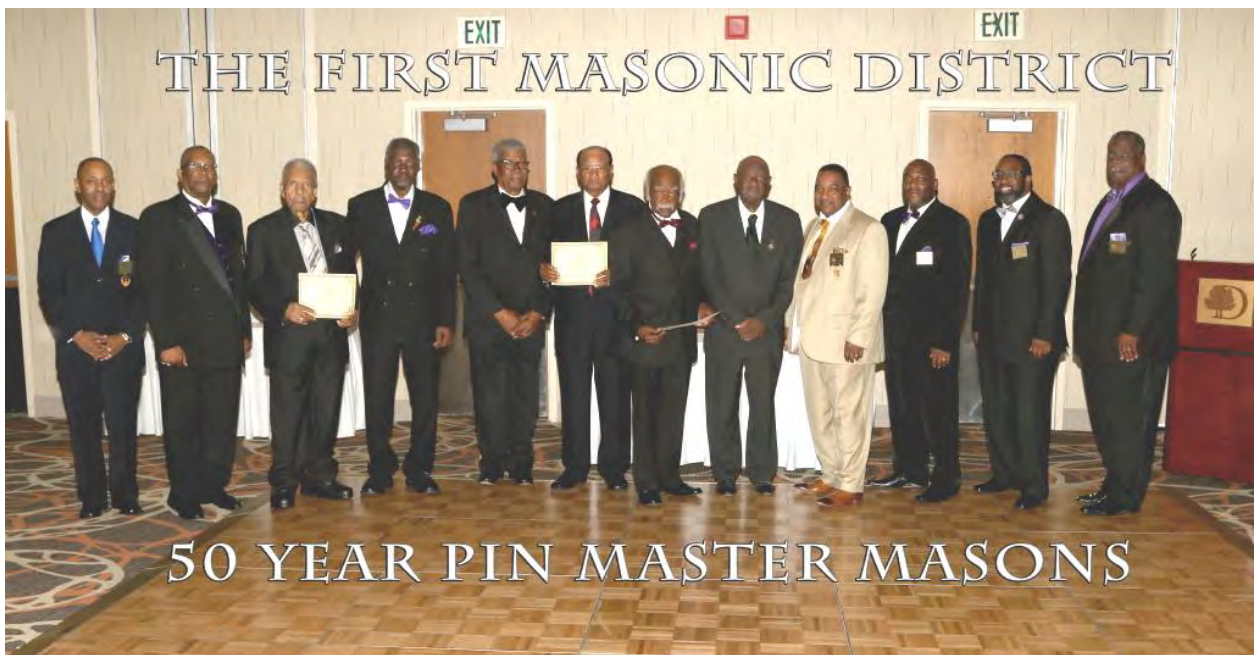 EXIT
EXIT
THE FIRST MASONIC DISTRICT
50 YEAR PIN MASTER MASONS